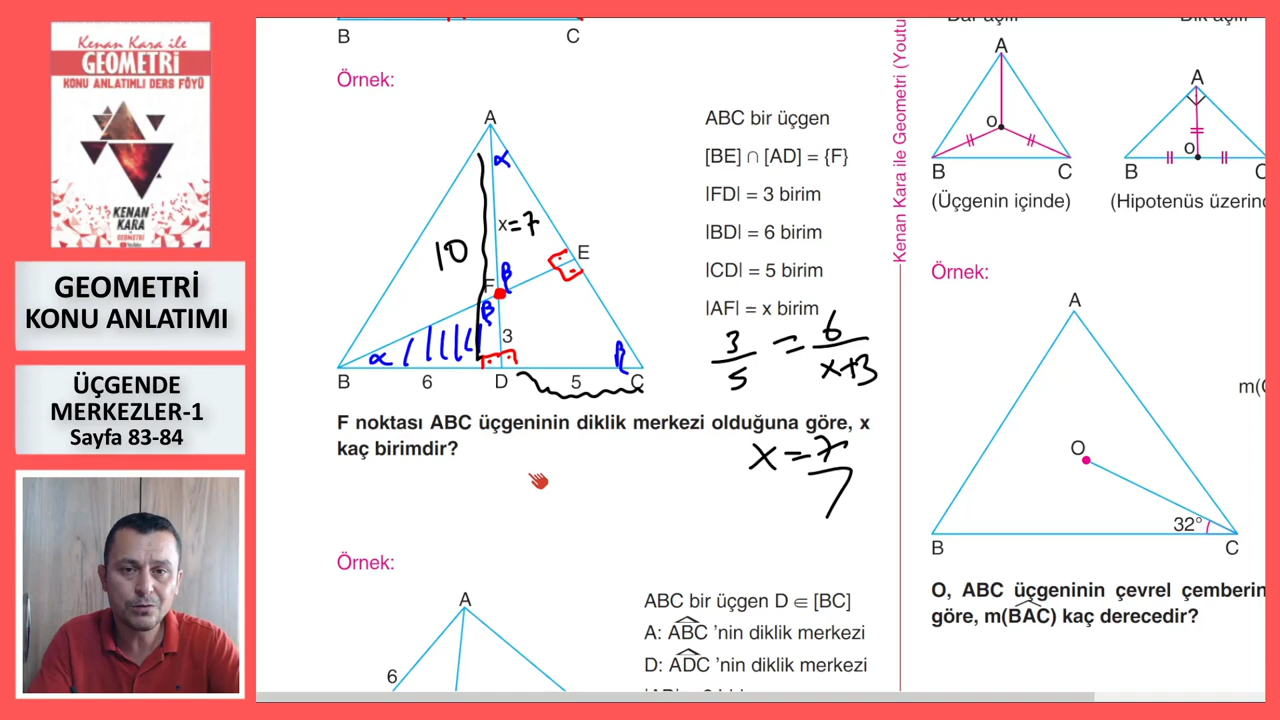 Kenan Kara ile
GEOMETRİ
KONU ANLATIMLI DERS FÖYÜ
KENAN
KARA
GEOMETRİ
GEOMETRİ
KONU ANLATIMI
ÜÇGENDE
MERKEZLER-1
Sayfa 83-84
B
C
Örnek:
A
α
x=7
10
E
β
F
β
3
α
β
B
6
D
5
C
ABC bir üçgen
[BE] ∩ [AD] = {F}
|FD| = 3 birim
|BD| = 6 birim
|CD| = 5 birim
|AF| = x birim
3/5 = 6/x+3
F noktası ABC üçgeninin diklik merkezi olduğuna göre, x
kaç birimdir?
x = 7
Örnek:
A
6
ABC bir üçgen D ∈ [BC]
A: ABC 'nin diklik merkezi
D: ADC 'nin diklik merkezi
Kenan Kara ile Geometri (Youtu
A
o
B
C
(Üçgenin içinde)
A
o
B
C
(Hipotenüs üzerind
Örnek:
A
O
32°
B
C
m(
O, ABC üçgeninin çevrel çemberin
göre, m(BAC) kaç derecedir?